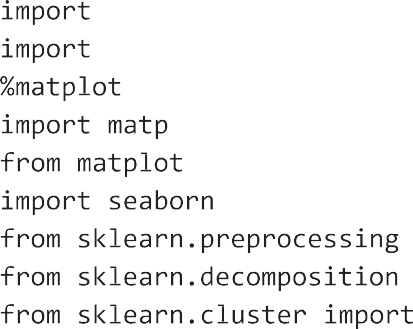 import
import
%matplot
import matp
from matplot
import seaborn
from sklearn.preprocessing
from sklearn.decomposition
from sklearn.cluster import